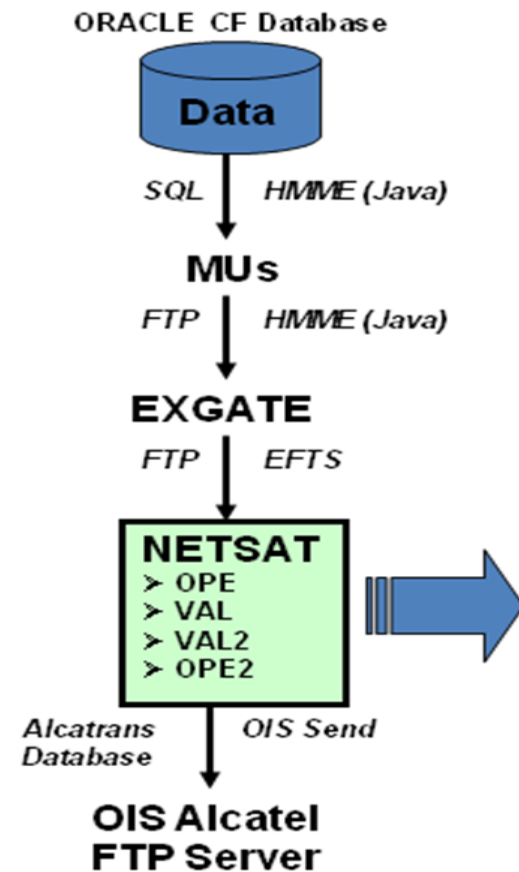 ORACLE CF Database
Data
SQL HMME (Java)
MUs
FTP HMME (Java)
EXGATE
FTP EFTS
NETSAT
➢ OPE
➢ VAL
➢ VAL2
➢ OPE2
Alcatrans OIS Send
Database
OIS Alcatel
FTP Server